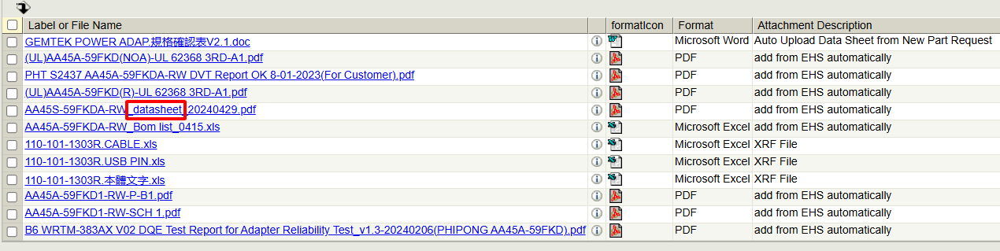 Label or File Name formatIcon Format Attachment Description
GEMTEK POWER ADAP.規格確認表V2.1.doc Microsoft Word Auto Upload Data Sheet from New Part Request
(UL)AA45A-59FKD(NOA)-UL 62368 3RD-A1.pdf PDF add from EHS automatically
PHT S2437 AA45A-59FKDA-RW DVT Report OK 8-01-2023(For Customer).pdf PDF add from EHS automatically
(UL)AA45A-59FKD(R)-UL 62368 3RD-A1.pdf PDF add from EHS automatically
AA45S-59FKDA-RW_datasheet_20240429.pdf PDF add from EHS automatically
AA45A-59FKDA-RW_Bom list_0415.xls Microsoft Excel add from EHS automatically
110-101-1303R.CABLE.xls Microsoft Excel XRF File
110-101-1303R.USB PIN.xls Microsoft Excel XRF File
110-101-1303R.本體文字.xls Microsoft Excel XRF File
AA45A-59FKD1-RW-P-B1.pdf PDF add from EHS automatically
AA45A-59FKD1-RW-SCH 1.pdf PDF add from EHS automatically
B6 WRTM-383AX V02 DQE Test Report for Adapter Reliability Test_v1.3-20240206(PHIPONG AA45A-59FKD).pdf PDF add from EHS automatically